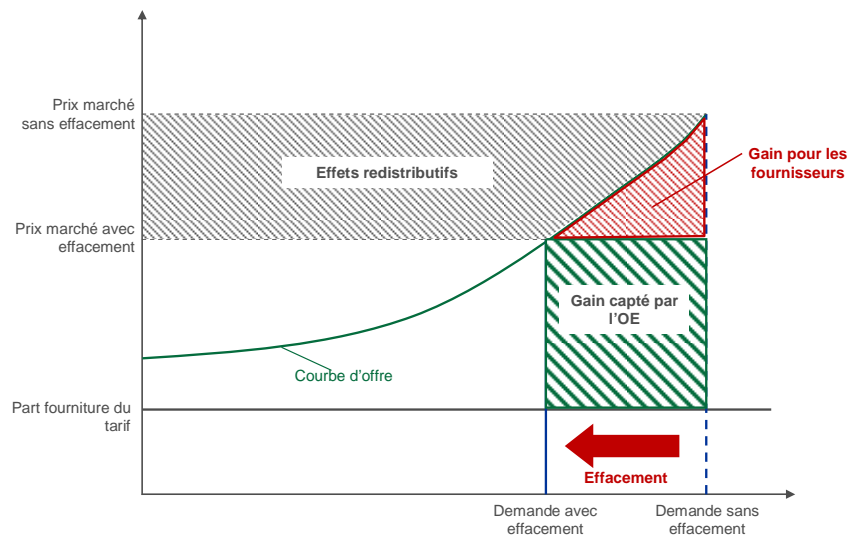 Prix marché
sans effacement
Effets redistributifs
Gain pour les
fournisseurs
Prix marché avec
effacement
Gain capté par
l’OE
Courbe d’offre
Part fourniture du
tarif
Effacement
Demande avec
effacement
Demande sans
effacement